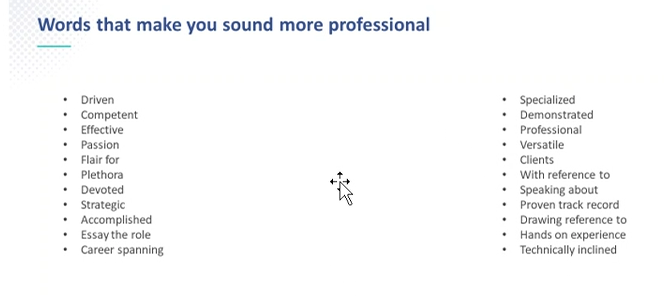 Words that make you sound more professional
• Driven
• Competent
• Effective
• Passion
• Flair for
• Plethora
• Devoted
• Strategic
• Accomplished
• Essay the role
• Career spanning
• Specialized
• Demonstrated
• Professional
• Versatile
• Clients
• With reference to
• Speaking about
• Proven track record
• Drawing reference to
• Hands on experience
• Technically inclined